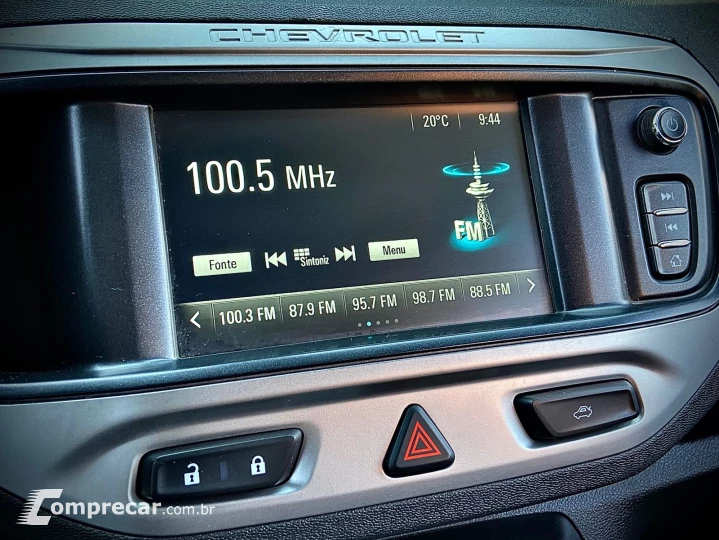 CHEVROLET
20°C 9:44
100.5 MHz
FM
Fonte Sintoniz Menu
100.3 FM 87.9 FM 95.7 FM 98.7 FM 88.5 FM
Comprecar.com.br